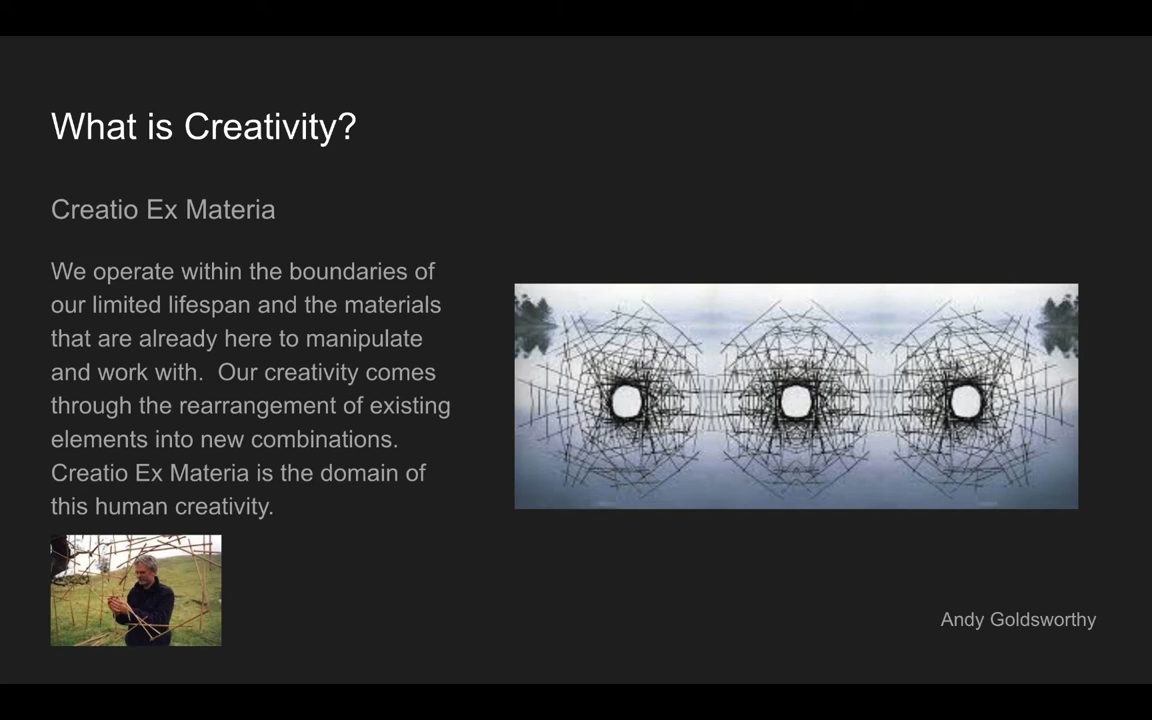 What is Creativity?
Creatio Ex Materia
We operate within the boundaries of
our limited lifespan and the materials
that are already here to manipulate
and work with.  Our creativity comes
through the rearrangement of existing
elements into new combinations.
Creatio Ex Materia is the domain of
this human creativity.
Andy Goldsworthy